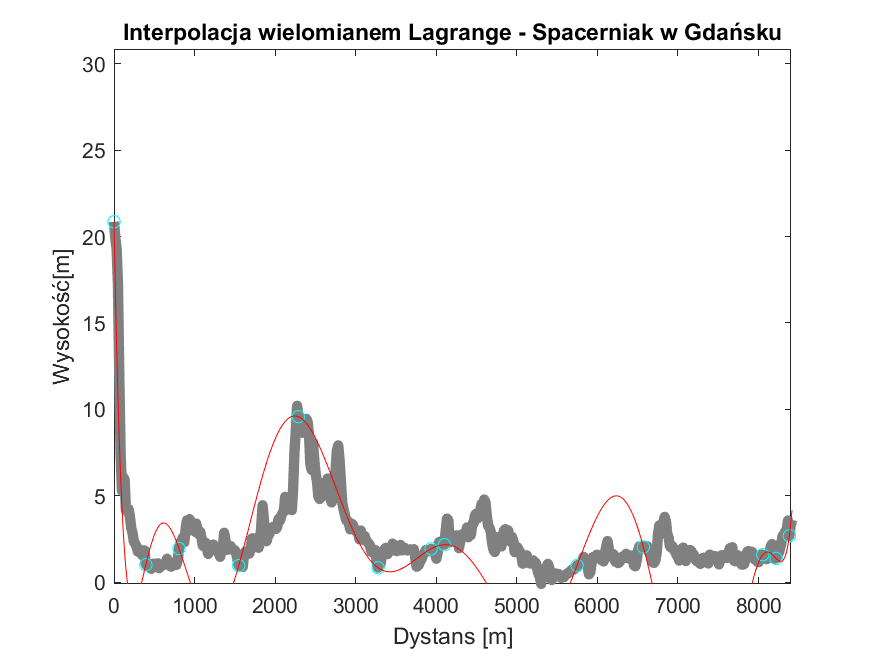 Interpolacja wielomianem Lagrange - Spacerniak w Gdańsku
30
25
20
15
10
5
0
Wysokość[m]
0 1000 2000 3000 4000 5000 6000 7000 8000
Dystans [m]